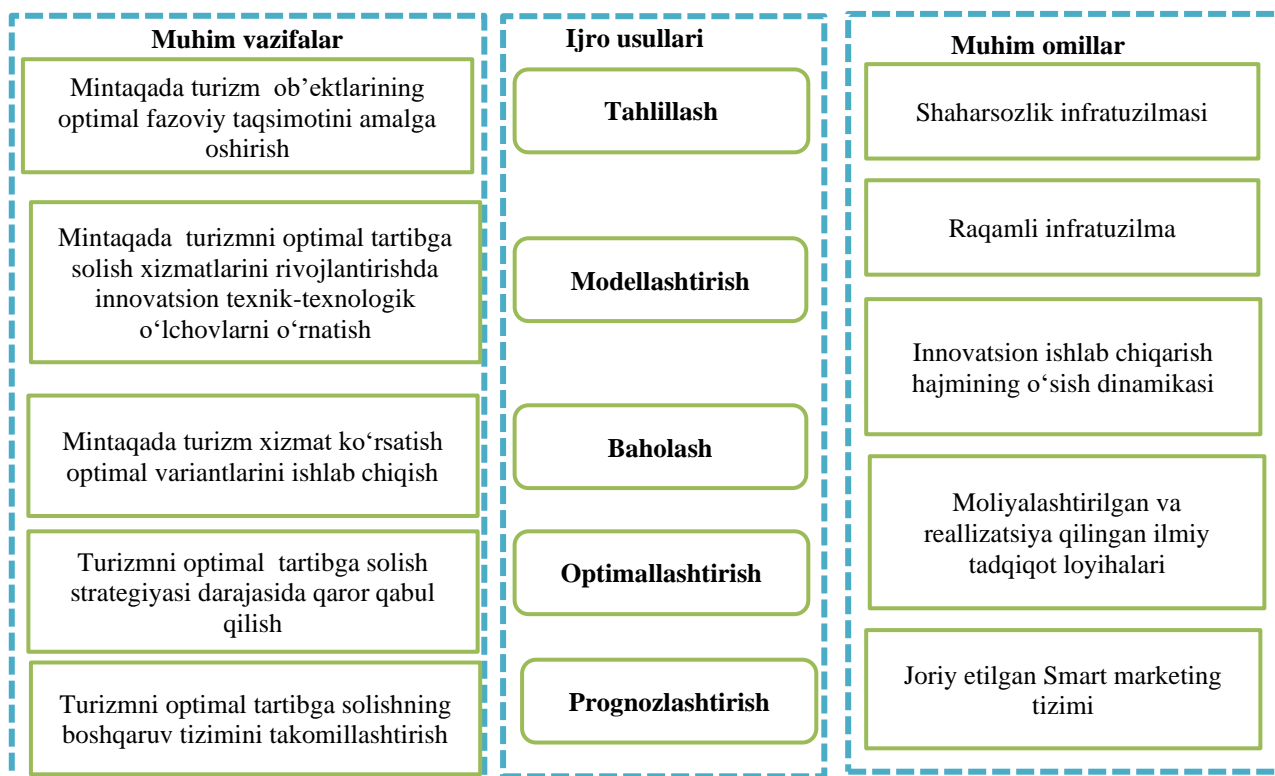 Muhim vazifalar
Mintaqada turizm ob’ektlarining
optimal fazoviy taqsimotini amalga
oshirish
Mintaqada turizmni optimal tartibga
solish xizmatlarini rivojlantirishda
innovatsion texnik-texnologik
o‘lchovlarni o‘rnatish
Mintaqada turizm xizmat ko‘rsatish
optimal variantlarini ishlab chiqish
Turizmni optimal tartibga solish
strategiyasi darajasida qaror qabul
qilish
Turizmni optimal tartibga solishning
boshqaruv tizimini takomillashtirish
Ijro usullari
Tahlillash
Modellashtirish
Baholash
Optimallashtirish
Prognozlashtirish
Muhim omillar
Shaharsozlik infratuzilmasi
Raqamli infratuzilma
Innovatsion ishlab chiqarish
hajmining o‘sish dinamikasi
Moliyalashtirilgan va
reallizatsiya qilingan ilmiy
tadqiqot loyihalari
Joriy etilgan Smart marketing
tizimi